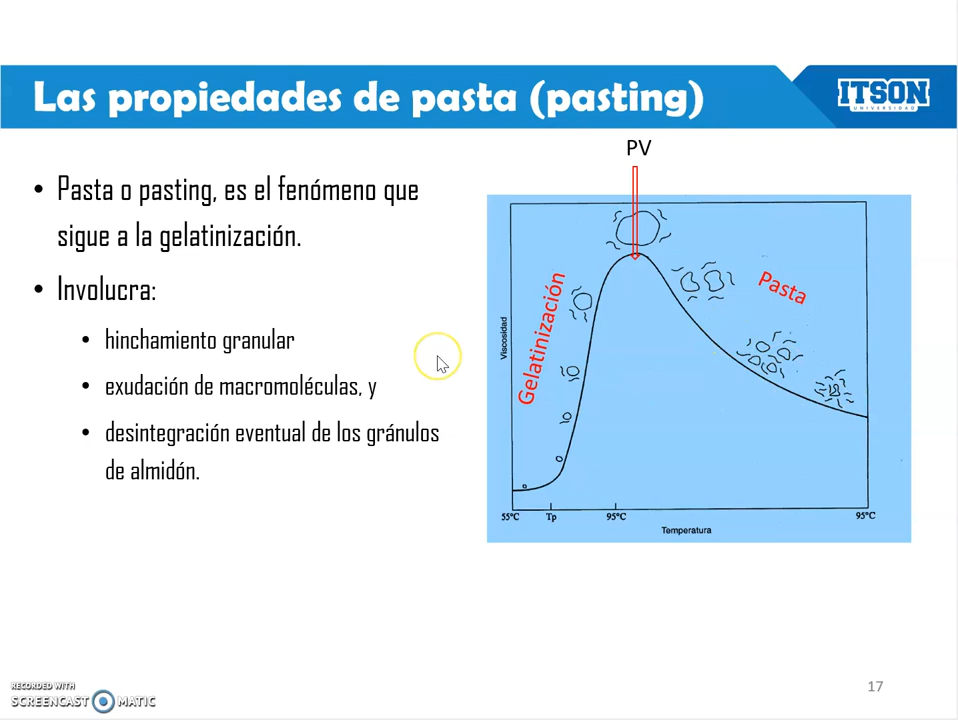 Las propiedades de pasta (pasting)
ITSON
UNIVERSIDAD
• Pasta o pasting, es el fenómeno que
sigue a la gelatinización.
• Involucra:
• hinchamiento granular
• exudación de macromoléculas, y
• desintegración eventual de los gránulos
de almidón.
PV
Gelatinización
Pasta
Viscosidad
55°C
Tp
95°C
95°C
Temperatura
RECORDED WITH
SCREENCAST MATIC
17